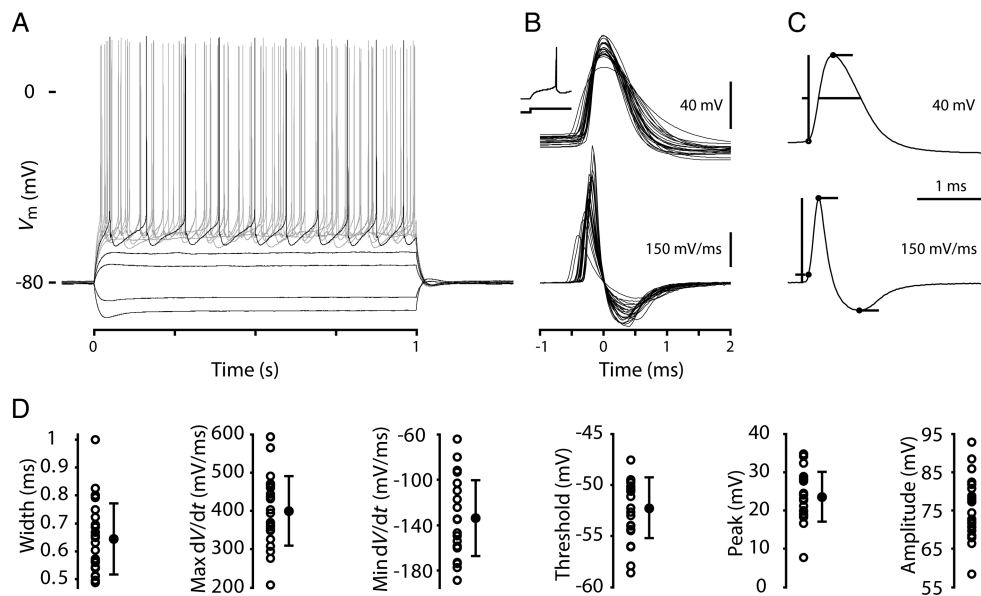 A
B
C
0
-80
Vm (mV)
0
1
Time (s)
40 mV
150 mV/ms
-1
0
1
2
Time (ms)
40 mV
1 ms
150 mV/ms
D
Width (ms)
1
0.9
0.8
0.7
0.6
0.5
Max dV/dt (mV/ms)
600
500
400
300
200
Min dV/dt (mV/ms)
-60
-100
-140
-180
Threshold (mV)
-45
-50
-55
-60
Peak (mV)
40
30
20
10
0
Amplitude (mV)
95
85
75
65
55